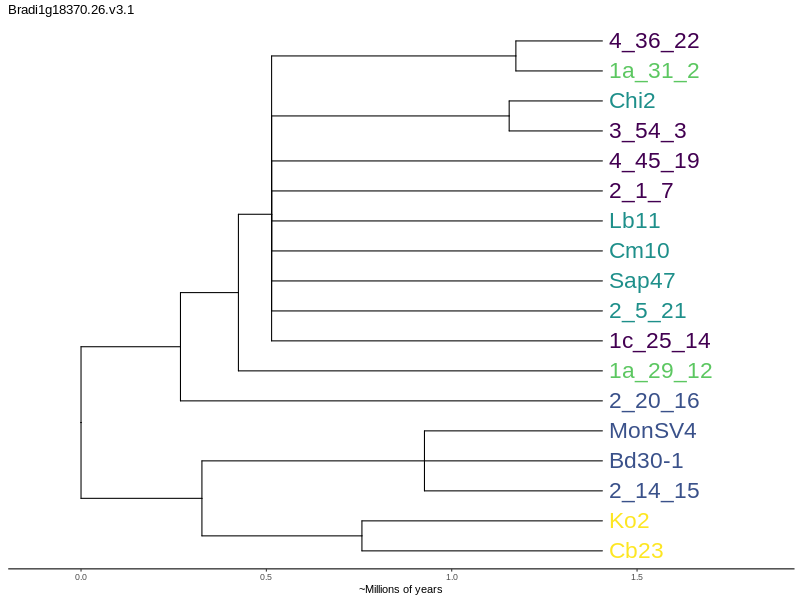 Bradi1g18370.26.v3.1
4_36_22
1a_31_2
Chi2
3_54_3
4_45_19
2_1_7
Lb11
Cm10
Sap47
2_5_21
1c_25_14
1a_29_12
2_20_16
MonSV4
Bd30-1
2_14_15
Ko2
Cb23
0.0 0.5 1.0 1.5
~Millions of years